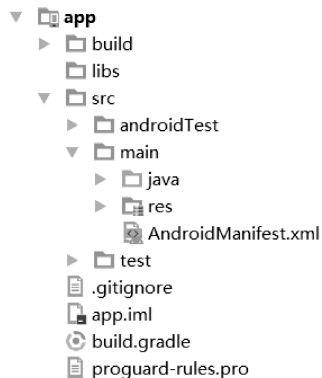 app
build
libs
src
androidTest
main
java
res
AndroidManifest.xml
test
.gitignore
app.iml
build.gradle
proguard-rules.pro